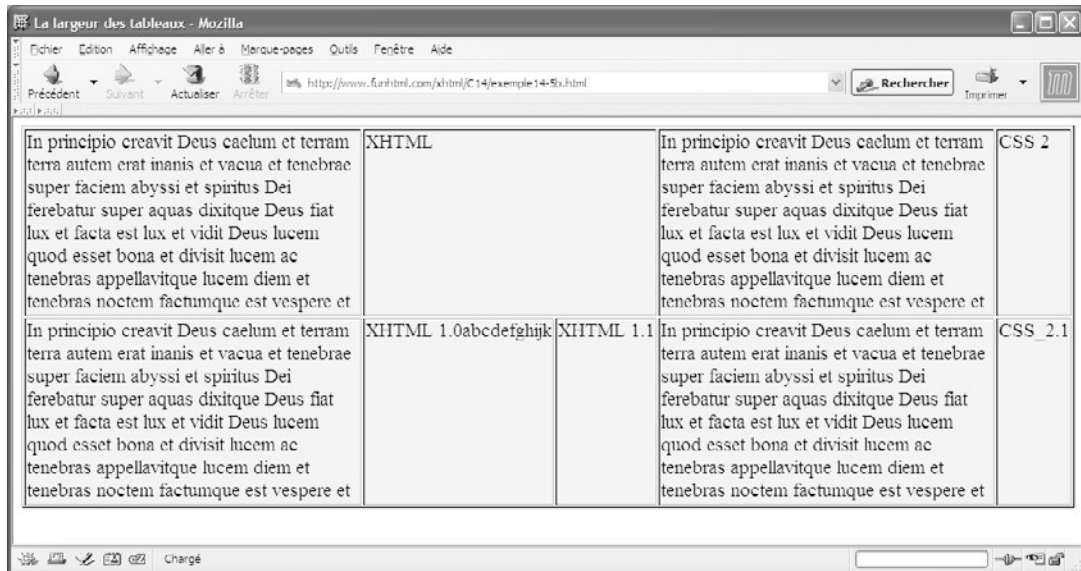 La largeur des tableaux - Mozilla
Fichier Edition Affichage Aller à Marque-pages Outils Fenêtre Aide
Précédent Suivant Actualiser Arrêter http://www.funhtml.com/xhtml/C14/exemple14-5b.html Rechercher Imprimer
In principio creavit Deus caelum et terram
terra autem erat inanis et vacua et tenebrae
super faciem abyssi et spiritus Dei
ferebatur super aquas dixitque Deus fiat
lux et facta est lux et vidit Deus lucem
quod esset bona et divisit lucem ac
tenebras appellavitque lucem diem et
tenebras noctem factumque est vespere et
XHTML
In principio creavit Deus caelum et terram
terra autem erat inanis et vacua et tenebrae
super faciem abyssi et spiritus Dei
ferebatur super aquas dixitque Deus fiat
lux et facta est lux et vidit Deus lucem
quod esset bona et divisit lucem ac
tenebras appellavitque lucem diem et
tenebras noctem factumque est vespere et
CSS 2
In principio creavit Deus caelum et terram
terra autem erat inanis et vacua et tenebrae
super faciem abyssi et spiritus Dei
ferebatur super aquas dixitque Deus fiat
lux et facta est lux et vidit Deus lucem
quod esset bona et divisit lucem ac
tenebras appellavitque lucem diem et
tenebras noctem factumque est vespere et
XHTML 1.0abcdefghijk
XHTML 1.1
In principio creavit Deus caelum et terram
terra autem erat inanis et vacua et tenebrae
super faciem abyssi et spiritus Dei
ferebatur super aquas dixitque Deus fiat
lux et facta est lux et vidit Deus lucem
quod esset bona et divisit lucem ac
tenebras appellavitque lucem diem et
tenebras noctem factumque est vespere et
CSS_2.1
Chargé